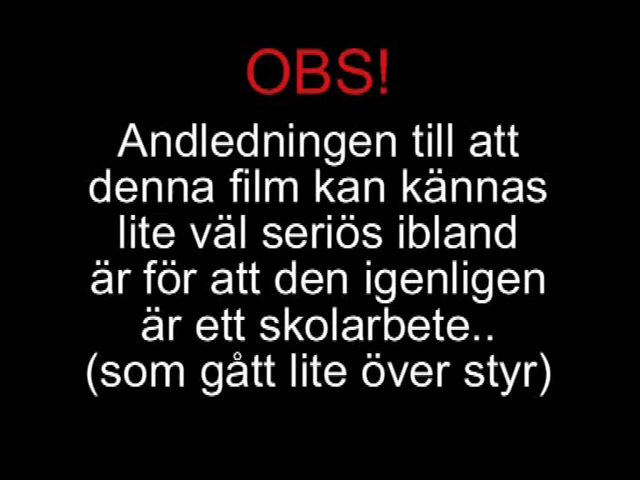 OBS!
Andledningen till att
denna film kan kännas
lite väl seriös ibland
är för att den igenligen
är ett skolarbete..
(som gått lite över styr)